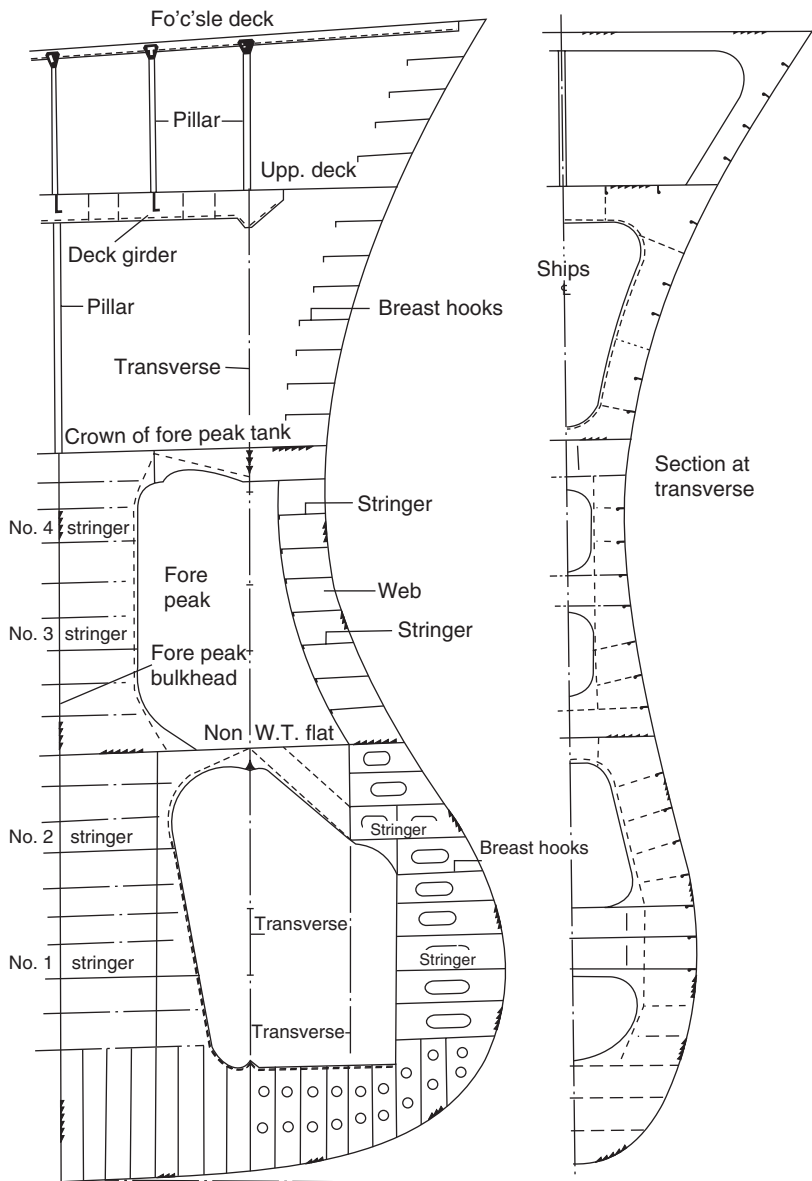 Fo'c'sle deck
Pillar
Upp. deck
Deck girder
Ships
℄
Pillar
Breast hooks
Transverse
Crown of fore peak tank
Section at
transverse
Stringer
No. 4 stringer
Fore
peak
Web
No. 3 stringer
Stringer
Fore peak
bulkhead
Non W.T. flat
No. 2 stringer
Stringer
Breast hooks
Transverse
No. 1 stringer
Stringer
Transverse